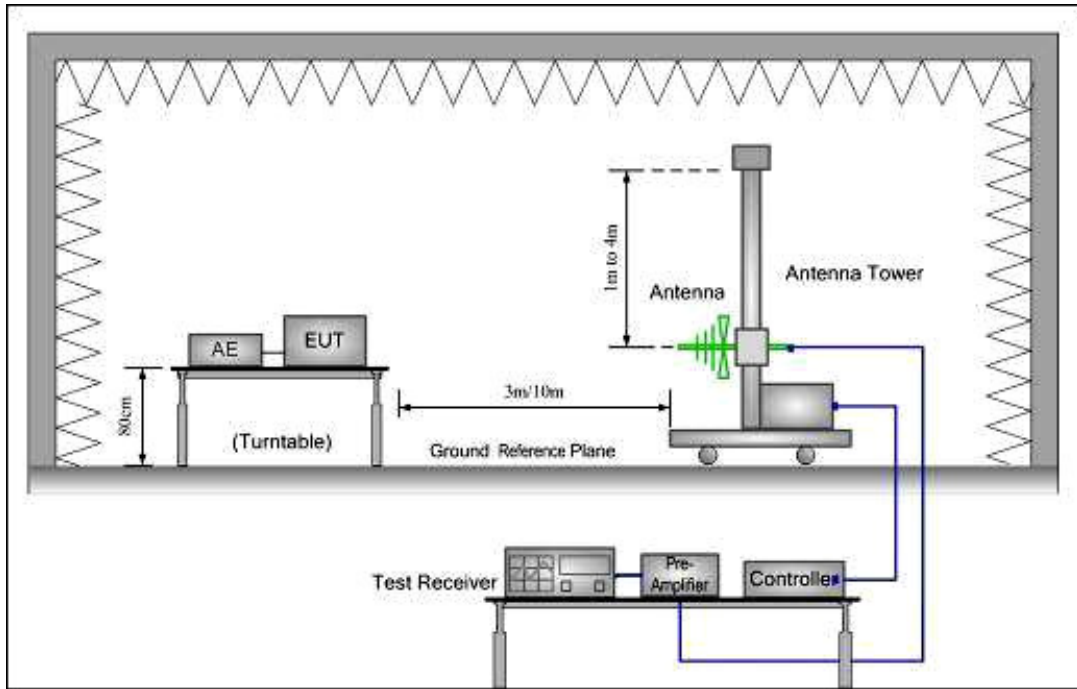 1m to 4m
Antenna Tower
Antenna
AE
EUT
80cm
3m/10m
(Turntable)
Ground Reference Plane
Test Receiver
Pre-
Amplifier
Controller